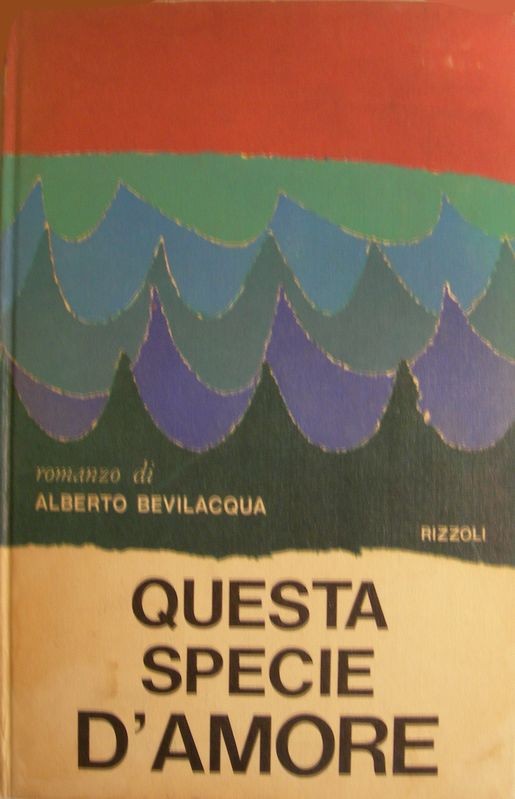 romanzo di
ALBERTO BEVILACQUA
RIZZOLI
QUESTA
SPECIE
D'AMORE